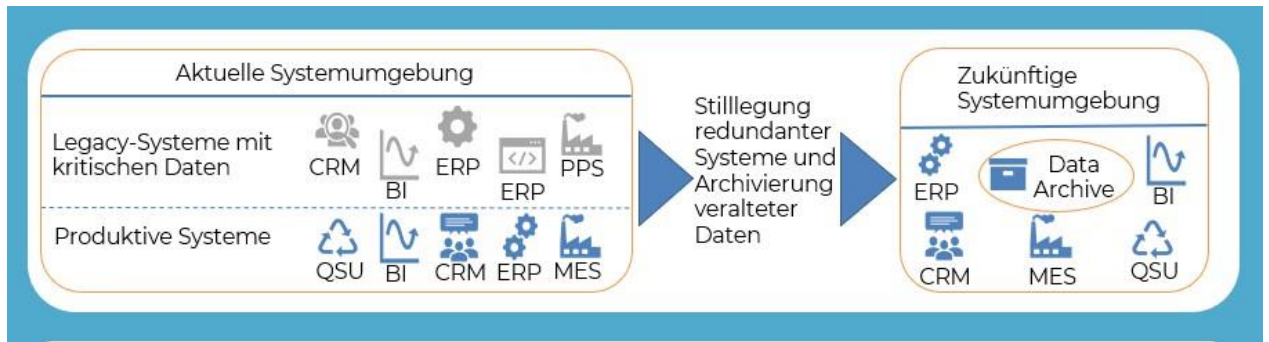 Aktuelle Systemumgebung
Legacy-Systeme mit
kritischen Daten
CRM
BI
ERP
ERP
PPS
Produktive Systeme
QSU
BI
CRM
ERP
MES
Stilllegung
redundanter
Systeme und
Archivierung
veralteter
Daten
Zukünftige
Systemumgebung
ERP
Data
Archive
BI
CRM
MES
QSU